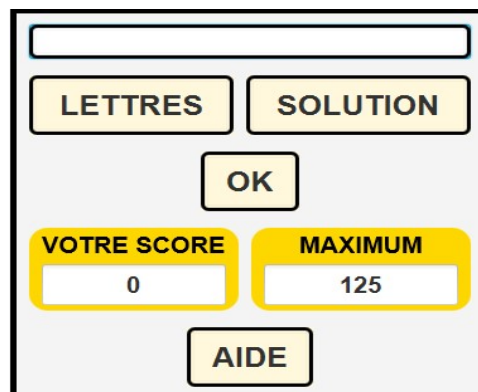 LETTRES SOLUTION
OK
VOTRE SCORE MAXIMUM
0 125
AIDE